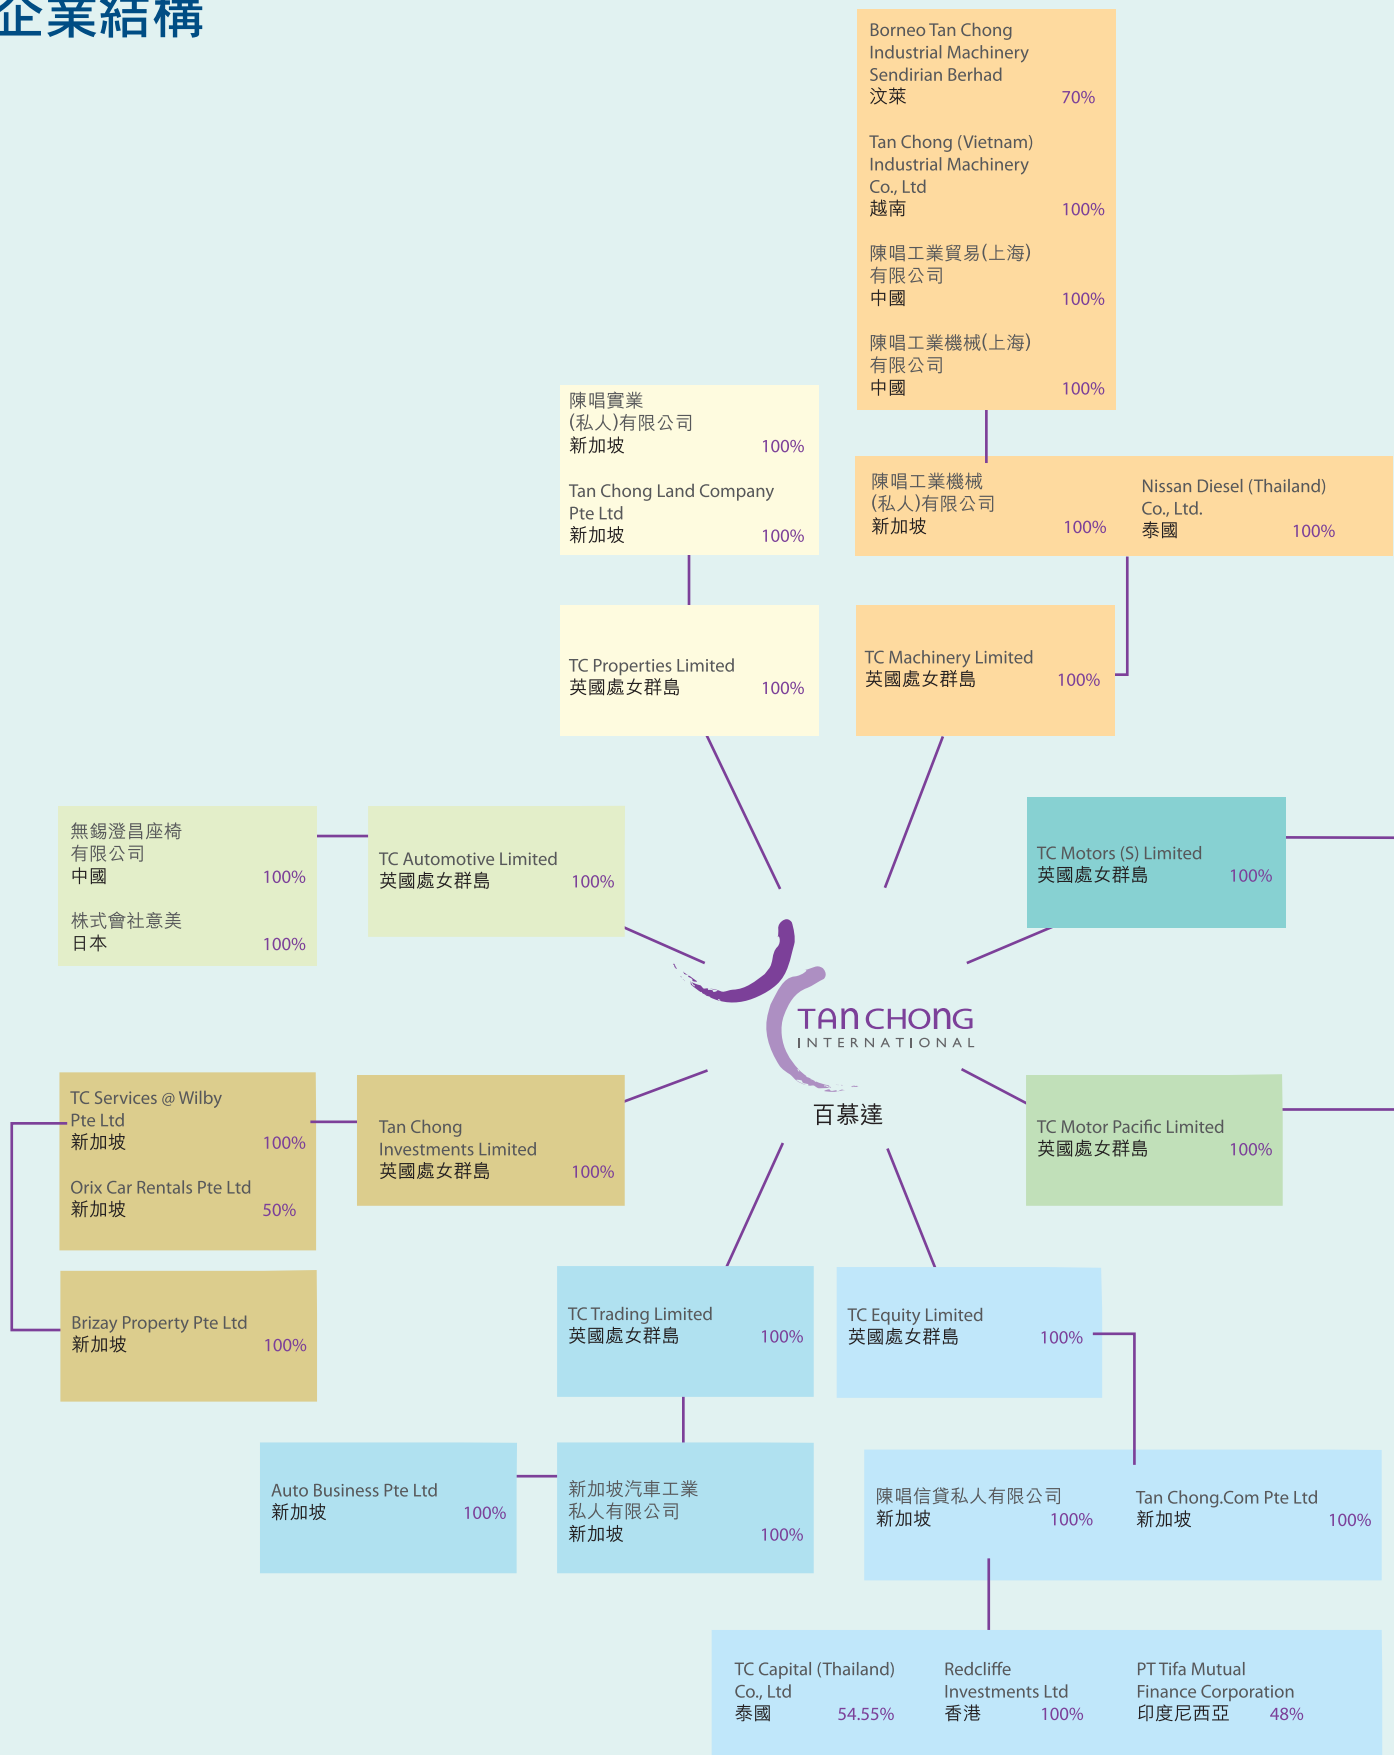 企業結構
Borneo Tan Chong
Industrial Machinery
Sendirian Berhad
汶萊 70%
Tan Chong (Vietnam)
Industrial Machinery
Co., Ltd
越南 100%
陳唱工業貿易(上海)
有限公司
中國 100%
陳唱工業機械(上海)
有限公司
中國 100%
陳唱實業
(私人)有限公司
新加坡 100%
Tan Chong Land Company
Pte Ltd
新加坡 100%
陳唱工業機械
(私人)有限公司
新加坡 100%
Nissan Diesel (Thailand)
Co., Ltd.
泰國 100%
TC Properties Limited
英國處女群島 100%
TC Machinery Limited
英國處女群島 100%
無錫澄昌座椅
有限公司
中國 100%
株式會社意美
日本 100%
TC Automotive Limited
英國處女群島 100%
TC Motors (S) Limited
英國處女群島 100%
TAN CHONG
INTERNATIONAL
百慕達
TC Services @ Wilby
Pte Ltd
新加坡 100%
Orix Car Rentals Pte Ltd
新加坡 50%
Tan Chong
Investments Limited
英國處女群島 100%
TC Motor Pacific Limited
英國處女群島 100%
Brizay Property Pte Ltd
新加坡 100%
TC Trading Limited
英國處女群島 100%
TC Equity Limited
英國處女群島 100%
Auto Business Pte Ltd
新加坡 100%
新加坡汽車工業
私人有限公司
新加坡 100%
陳唱信貸私人有限公司
新加坡 100%
Tan Chong.Com Pte Ltd
新加坡 100%
TC Capital (Thailand)
Co., Ltd
泰國 54.55%
Redcliffe
Investments Ltd
香港 100%
PT Tifa Mutual
Finance Corporation
印度尼西亞 48%